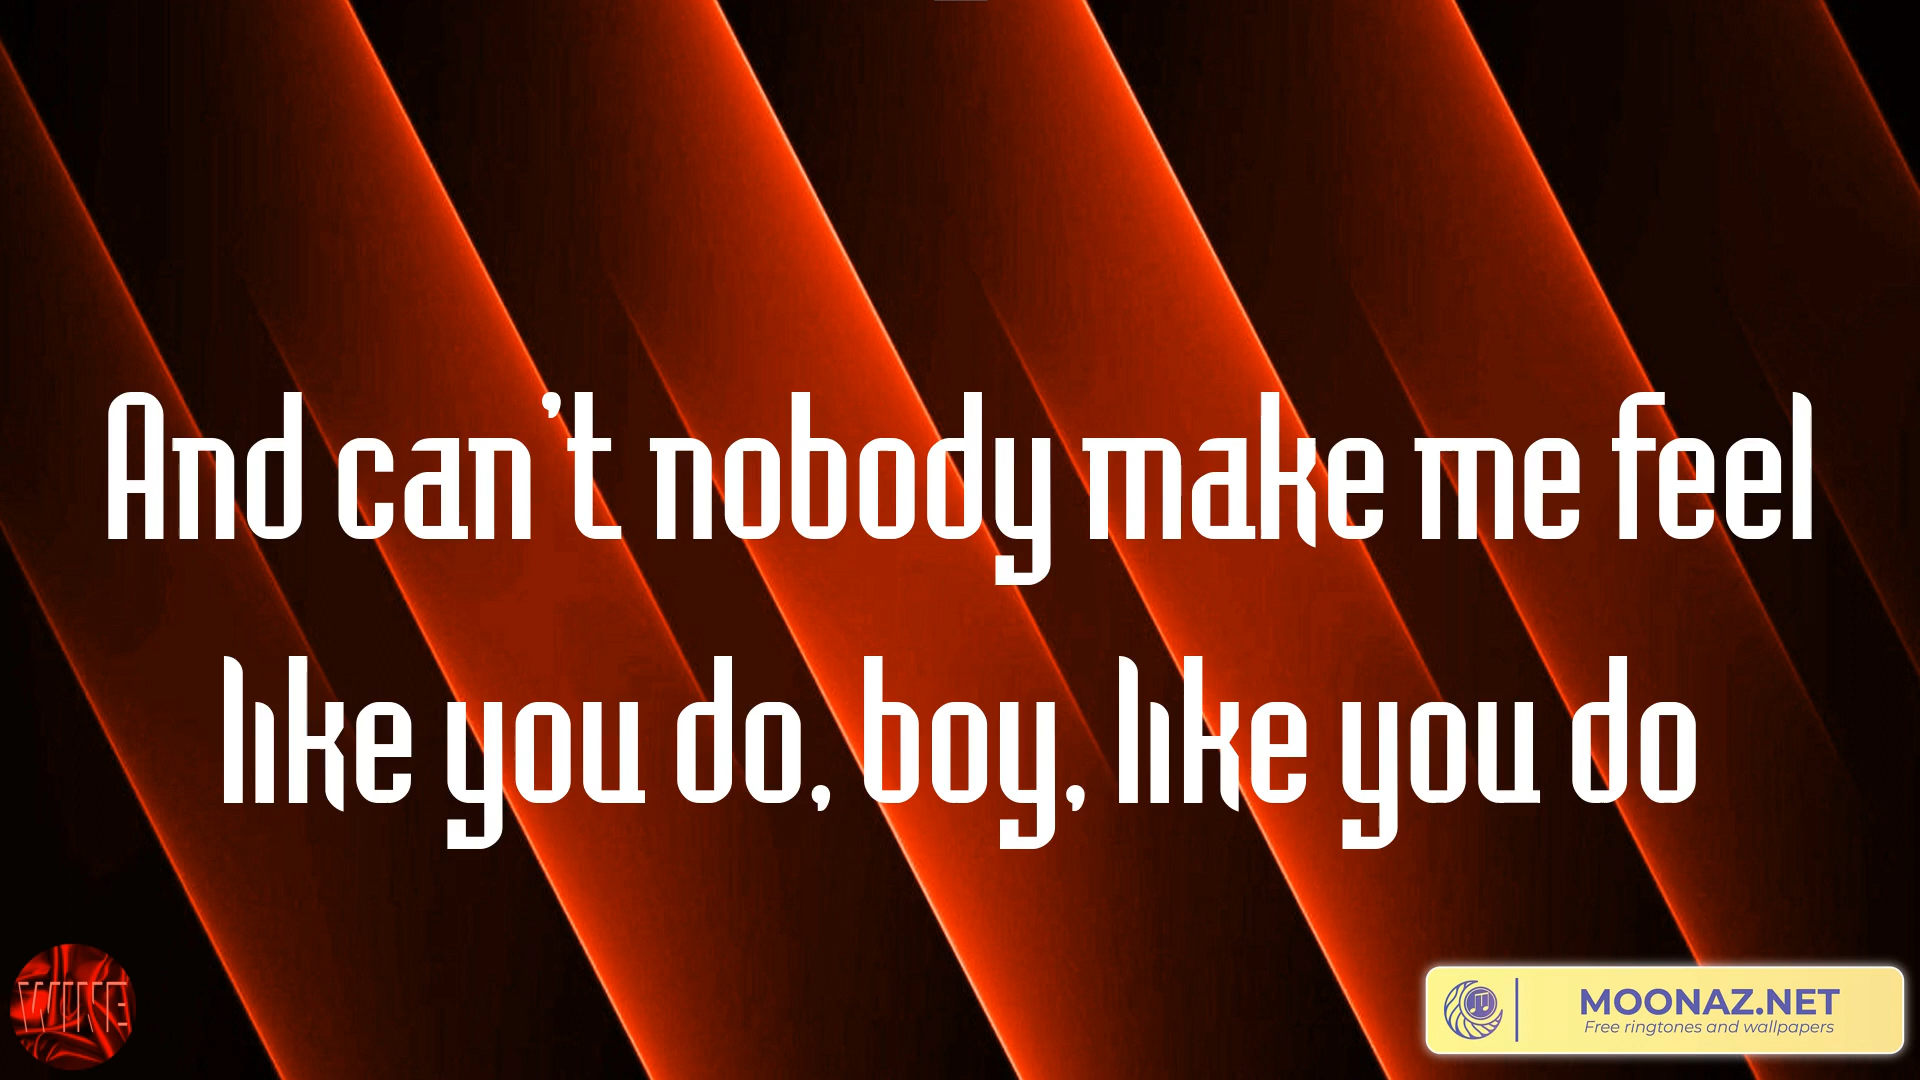 And can't nobody make me feel
like you do, boy, like you do
WINE
MOONAZ.NET
Free ringtones and wallpapers